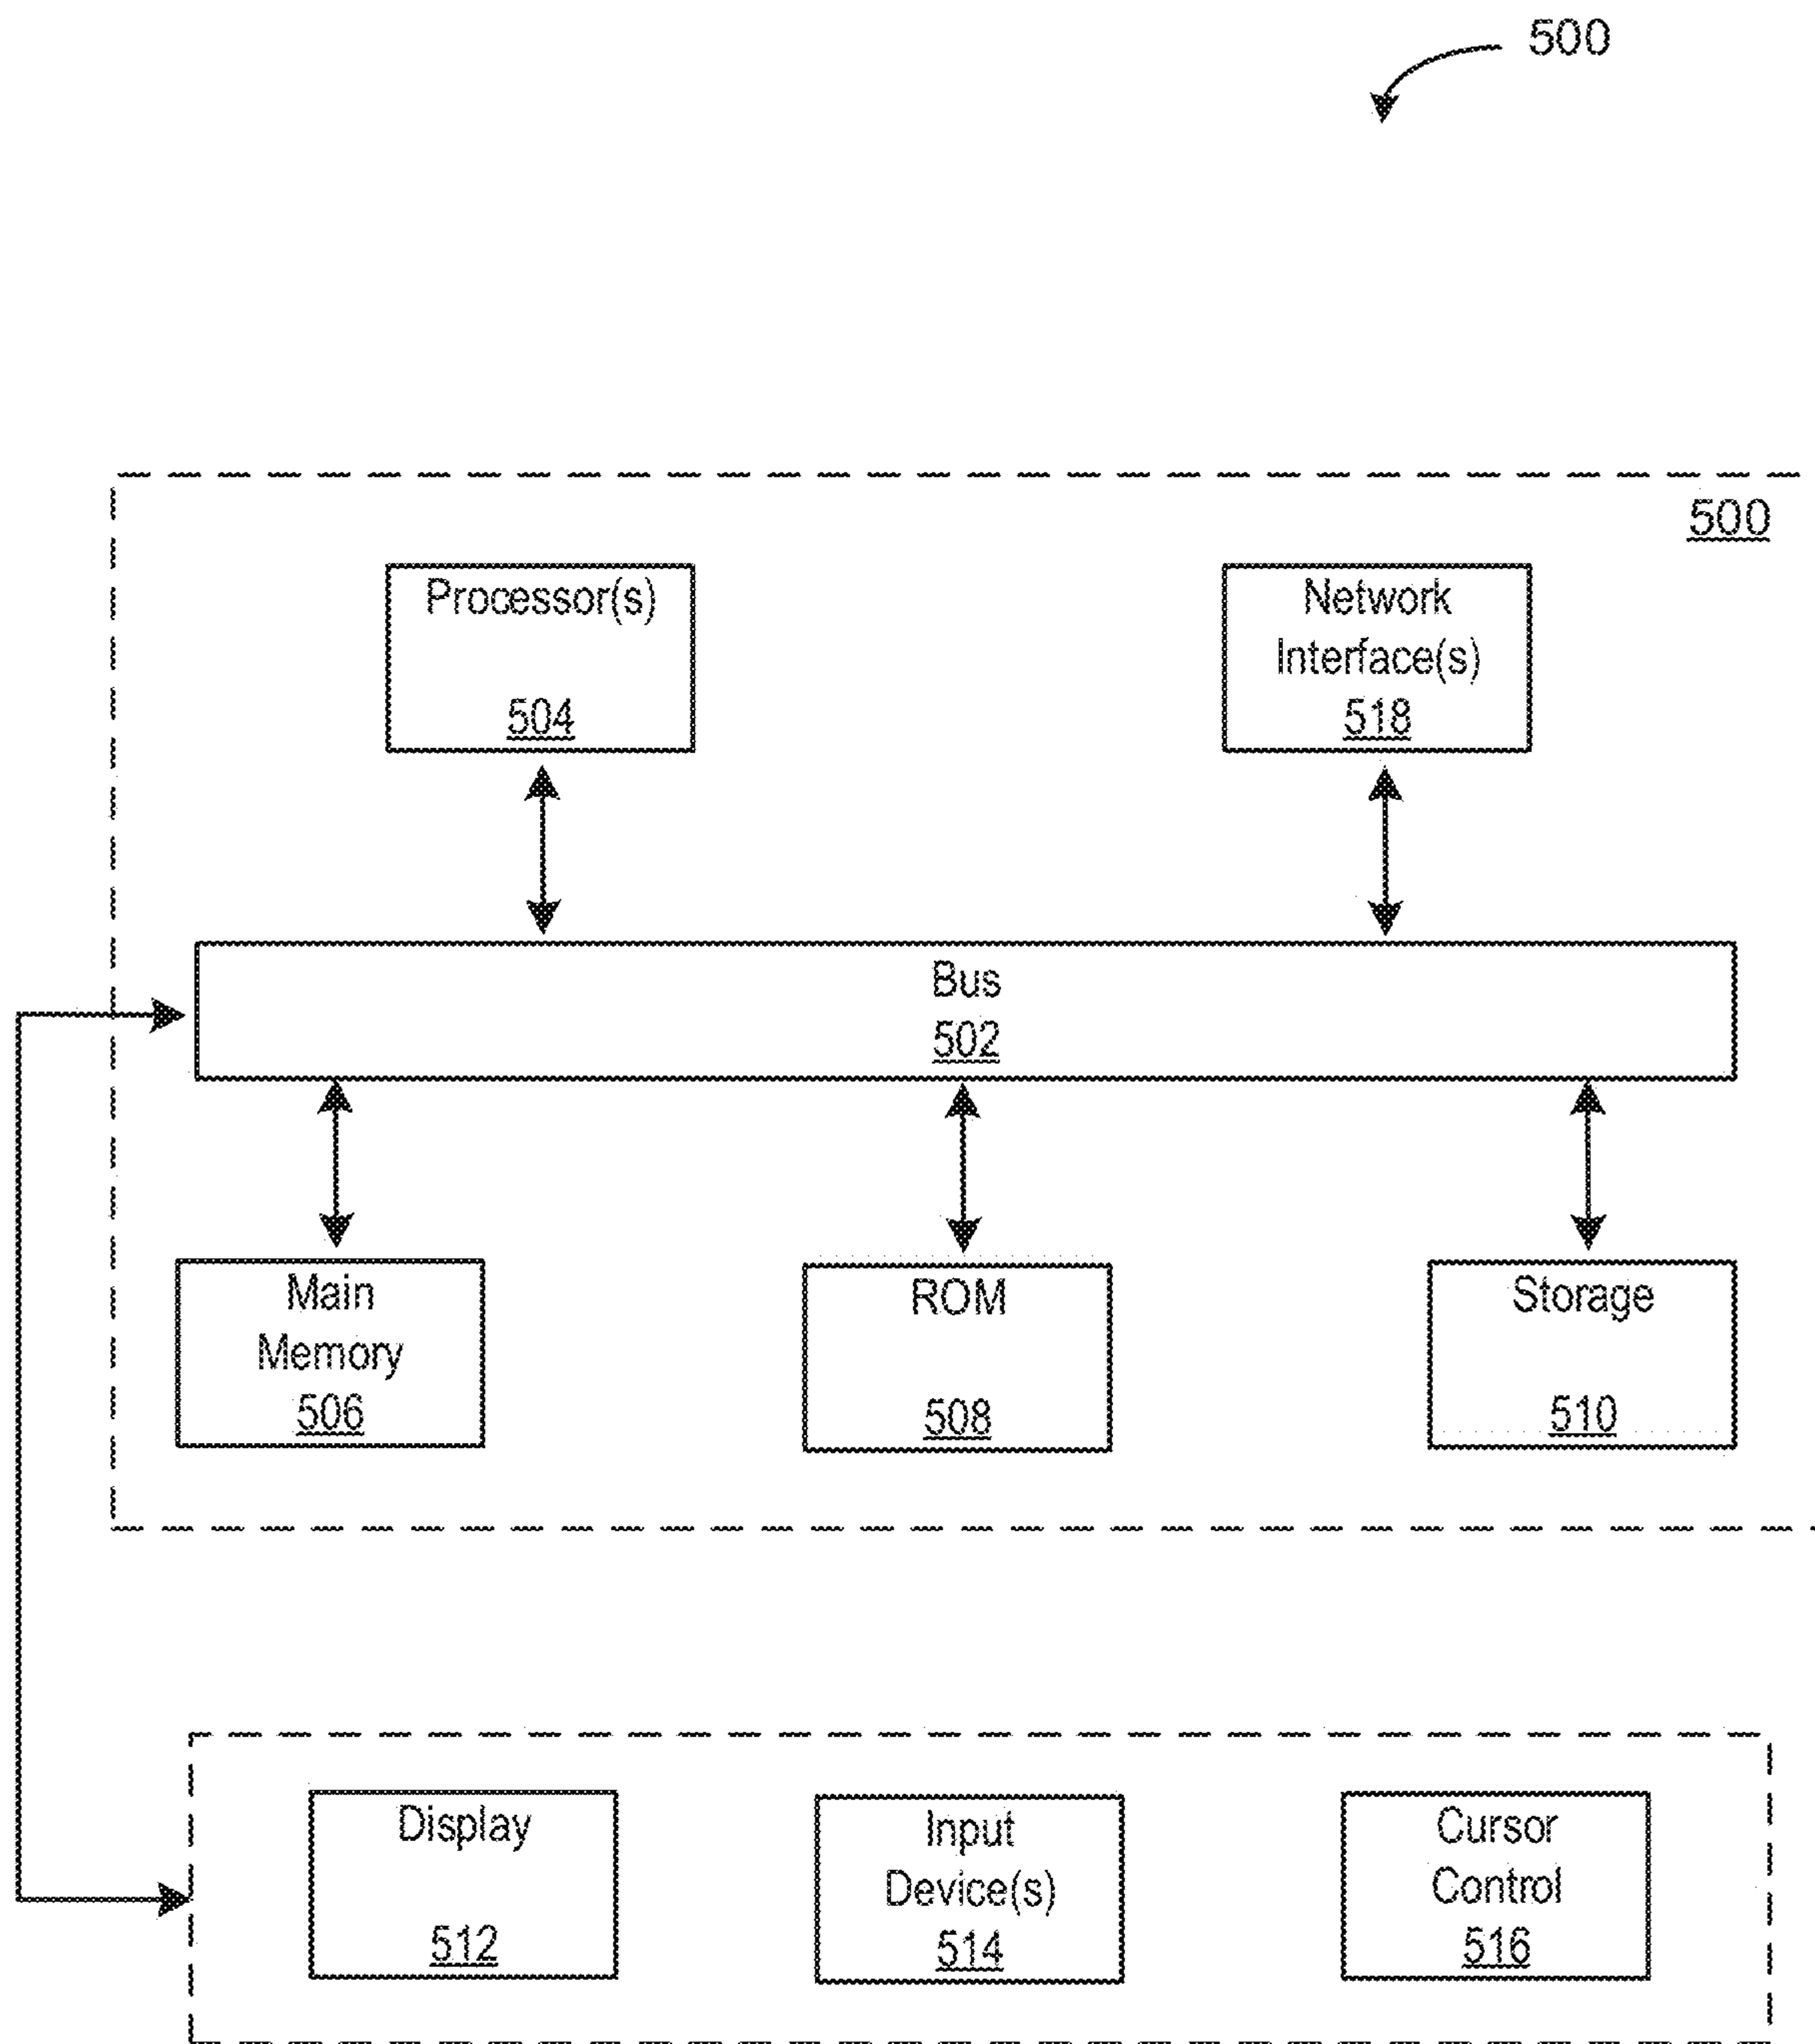 500
500
Processor(s)
504
Network
Interface(s)
518
Bus
502
Main
Memory
506
ROM
508
Storage
510
Display
512
Input
Device(s)
514
Cursor
Control
516